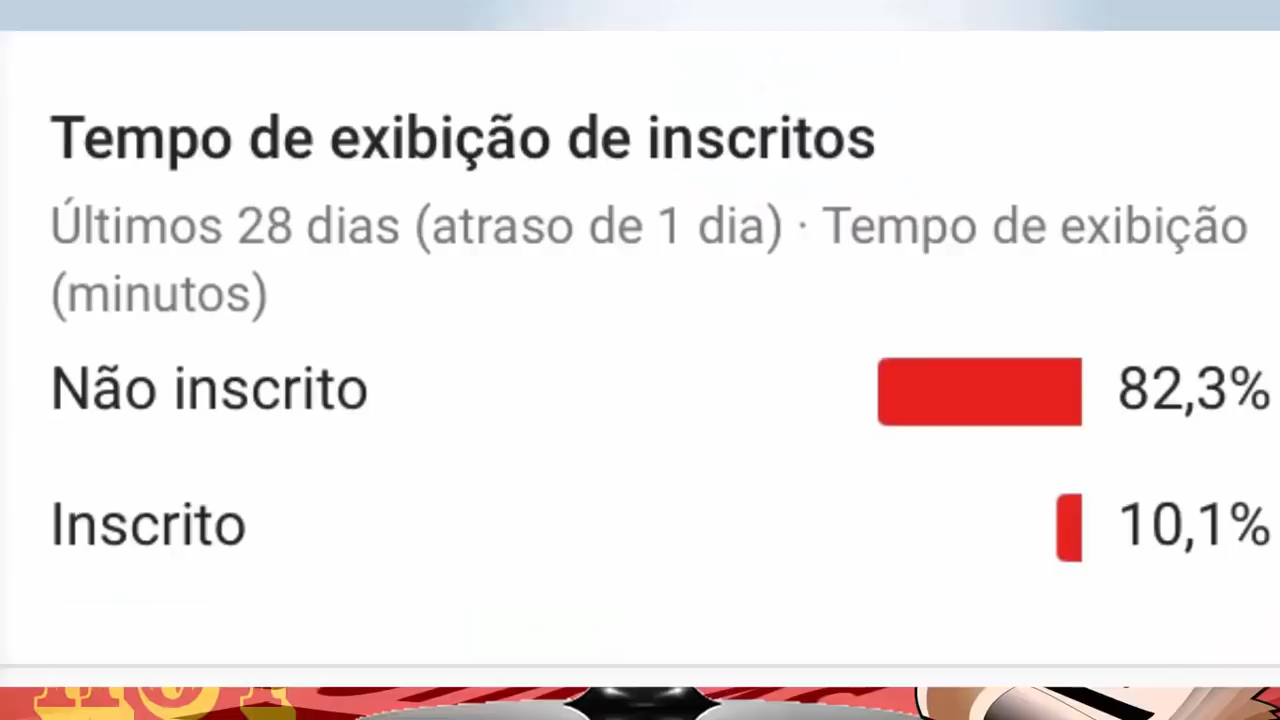 Tempo de exibição de inscritos
Últimos 28 dias (atraso de 1 dia) · Tempo de exibição
(minutos)
Não inscrito 82,3%
Inscrito 10,1%